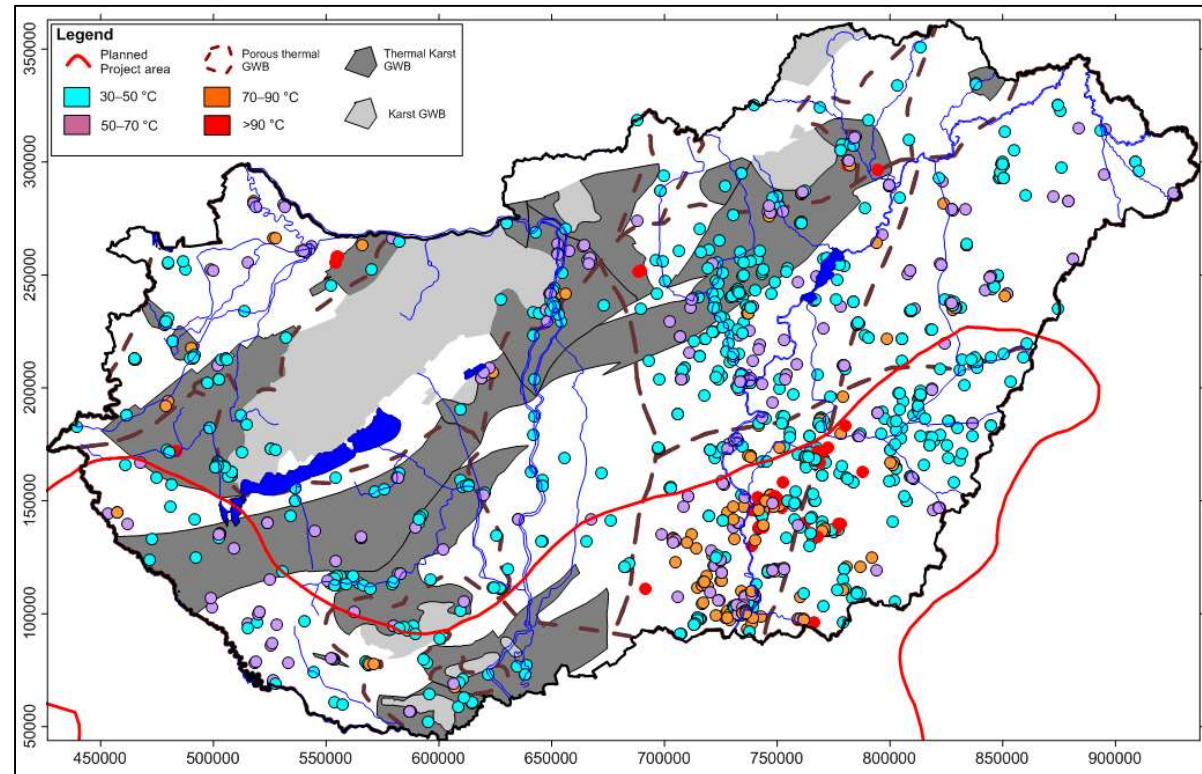 Legend
Planned
Project area
Porous thermal
GWB
Thermal Karst
GWB
30–50 °C
70–90 °C
Karst GWB
50–70 °C
>90 °C
350000
300000
250000
200000
150000
100000
50000
450000 500000 550000 600000 650000 700000 750000 800000 850000 900000